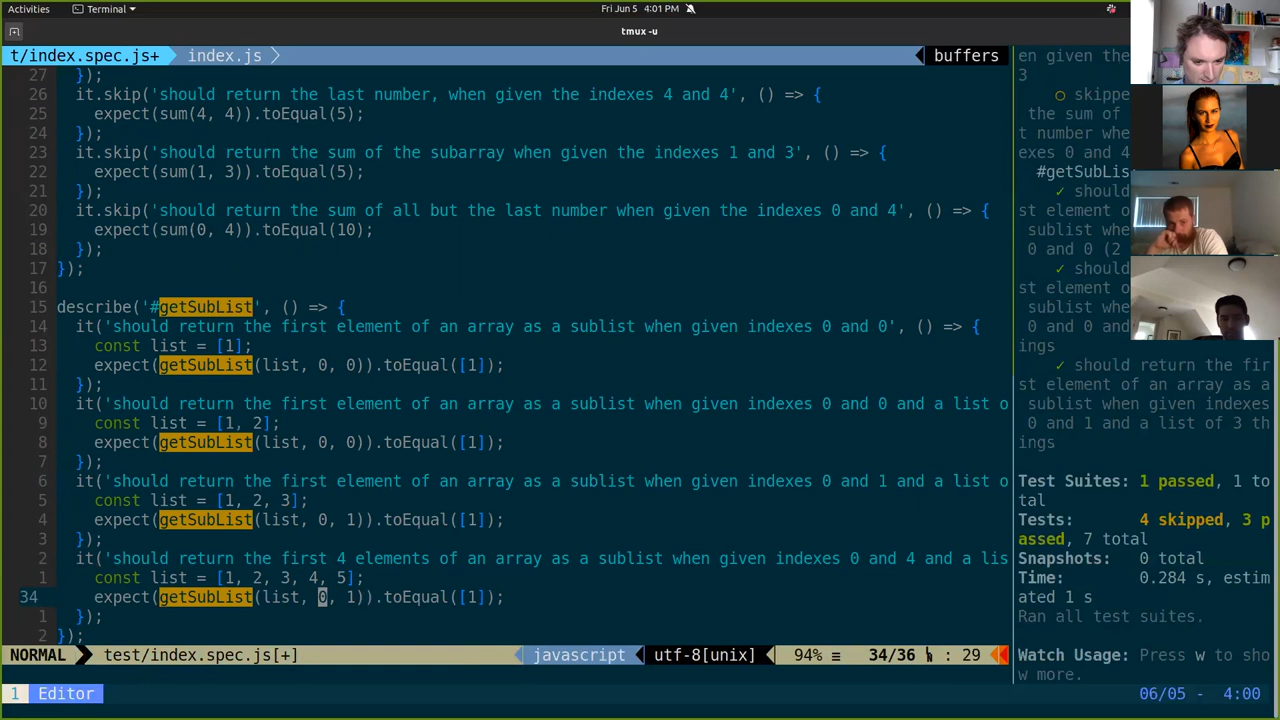 Activities
Terminal
Fri Jun 5 4:01 PM
tmux -u
t/index.spec.js+
index.js
buffers
27 });
26 it.skip('should return the last number, when given the indexes 4 and 4', () => {
25 expect(sum(4, 4)).toEqual(5);
24 });
23 it.skip('should return the sum of the subarray when given the indexes 1 and 3', () => {
22 expect(sum(1, 3)).toEqual(5);
21 });
20 it.skip('should return the sum of all but the last number when given the indexes 0 and 4', () => {
19 expect(sum(0, 4)).toEqual(10);
18 });
17 });
16
15 describe('#getSubList', () => {
14 it('should return the first element of an array as a sublist when given indexes 0 and 0', () => {
13 const list = [1];
12 expect(getSubList(list, 0, 0)).toEqual([1]);
11 });
10 it('should return the first element of an array as a sublist when given indexes 0 and 0 and a list o
9 const list = [1, 2];
8 expect(getSubList(list, 0, 0)).toEqual([1]);
7 });
6 it('should return the first element of an array as a sublist when given indexes 0 and 1 and a list o
5 const list = [1, 2, 3];
4 expect(getSubList(list, 0, 1)).toEqual([1]);
3 });
2 it('should return the first 4 elements of an array as a sublist when given indexes 0 and 4 and a lis
1 const list = [1, 2, 3, 4, 5];
34 expect(getSubList(list, 0, 1)).toEqual([1]);
1 });
2 });
NORMAL test/index.spec.js[+] javascript utf-8[unix] 94% ≡ 34/36 : 29
1 Editor
en given the
3
○ skippe
the sum of
t number whe
exes 0 and 4
#getSubLis
✓ should
st element o
sublist whe
0 and 0 (2
✓ should
st element o
sublist whe
0 and 0 and
ings
✓ should return the fir
st element of an array as a
sublist when given indexes
0 and 1 and a list of 3 th
ings
Test Suites: 1 passed, 1 to
tal
Tests: 4 skipped, 3 p
assed, 7 total
Snapshots: 0 total
Time: 0.284 s, estim
ated 1 s
Ran all test suites.
Watch Usage: Press w to sho
w more.
06/05 - 4:00